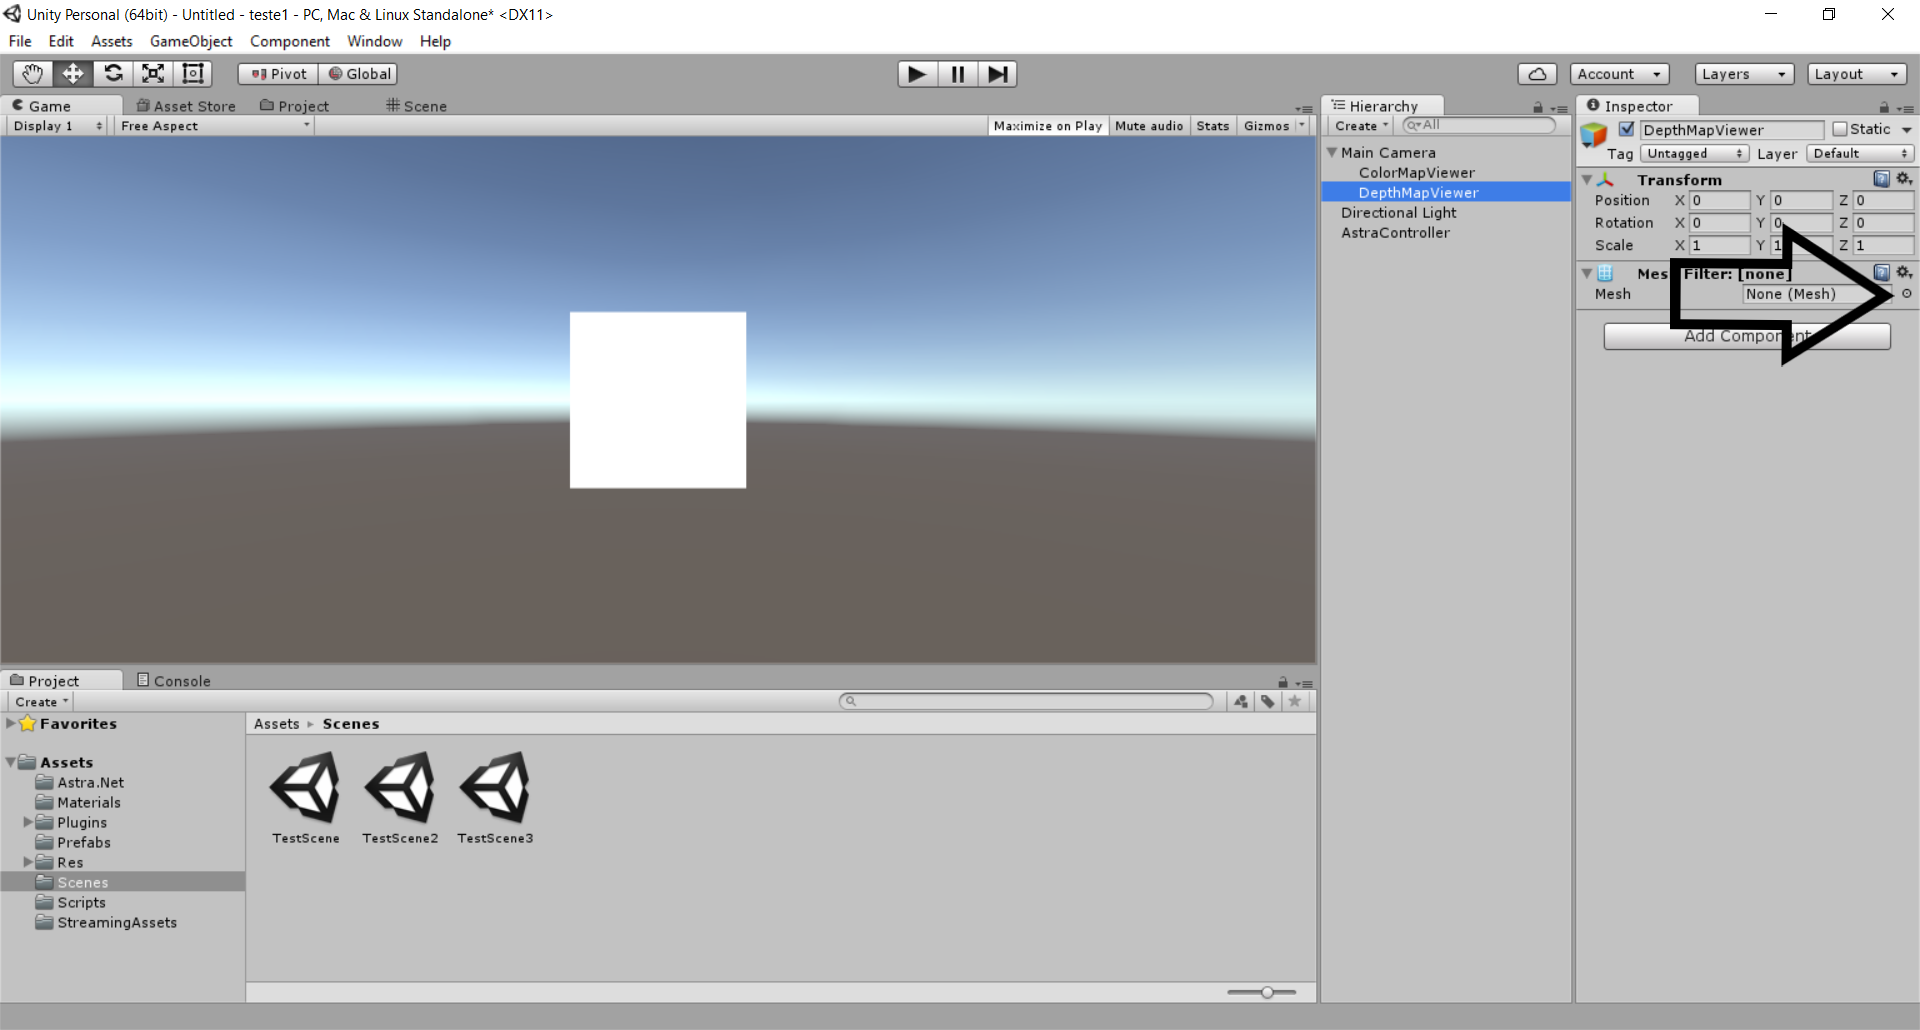 Unity Personal (64bit) - Untitled - teste1 - PC, Mac & Linux Standalone* <DX11>
File Edit Assets GameObject Component Window Help
Pivot Global Account Layers Layout
Game Asset Store Project Scene
Display 1 Free Aspect Maximize on Play Mute audio Stats Gizmos
Hierarchy
Create All
Main Camera
ColorMapViewer
DepthMapViewer
Directional Light
AstraController
Inspector
DepthMapViewer Static
Tag Untagged Layer Default
Transform
Position X 0 Y 0 Z 0
Rotation X 0 Y 0 Z 0
Scale X 1 Y 1 Z 1
Mes Filter: [none]
Mesh None (Mesh)
Add Component
Project Console
Create
Favorites
Assets
Astra.Net
Materials
Plugins
Prefabs
Res
Scenes
Scripts
StreamingAssets
Assets Scenes
TestScene TestScene2 TestScene3